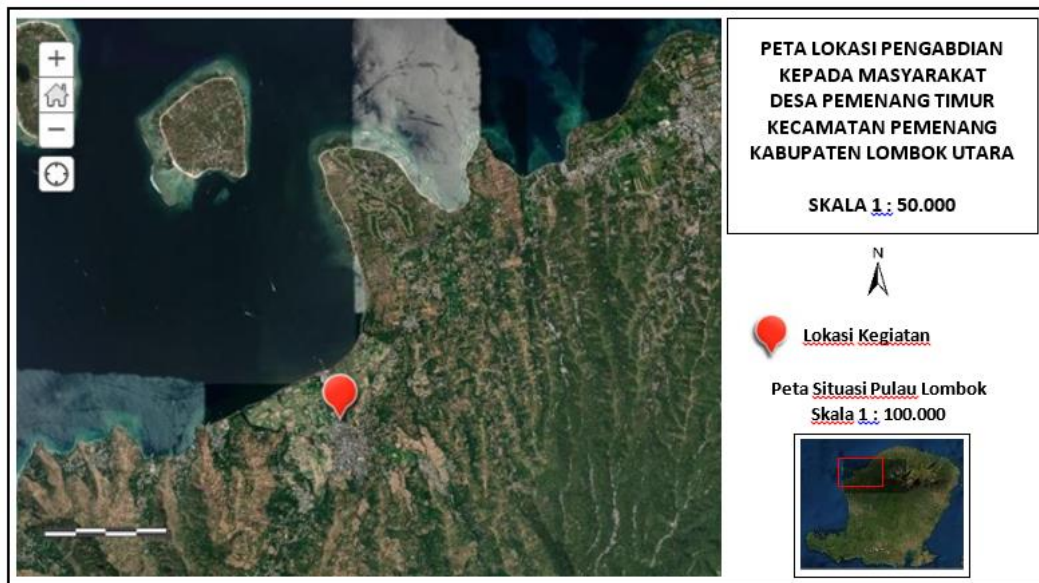 PETA LOKASI PENGABDIAN
KEPADA MASYARAKAT
DESA PEMENANG TIMUR
KECAMATAN PEMENANG
KABUPATEN LOMBOK UTARA
SKALA 1 : 50.000
N
Lokasi Kegiatan
Peta Situasi Pulau Lombok
Skala 1 : 100.000